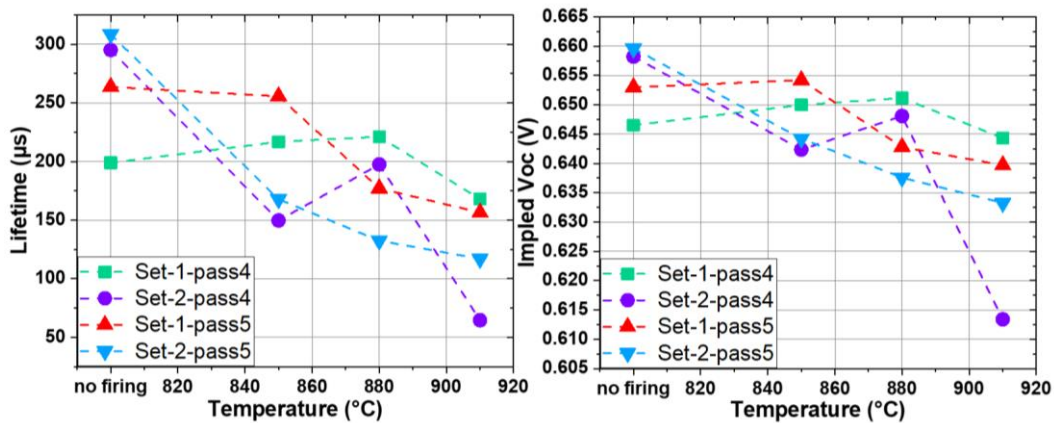 300
250
200
150
100
50
Lifetime (µs)
Set-1-pass4
Set-2-pass4
Set-1-pass5
Set-2-pass5
no firing 820 840 860 880 900 920
Temperature (°C)
0.665
0.660
0.655
0.650
0.645
0.640
0.635
0.630
0.625
0.620
0.615
0.610
0.605
Impled Voc (V)
Set-1-pass4
Set-2-pass4
Set-1-pass5
Set-2-pass5
no firing 820 840 860 880 900 920
Temperature (°C)